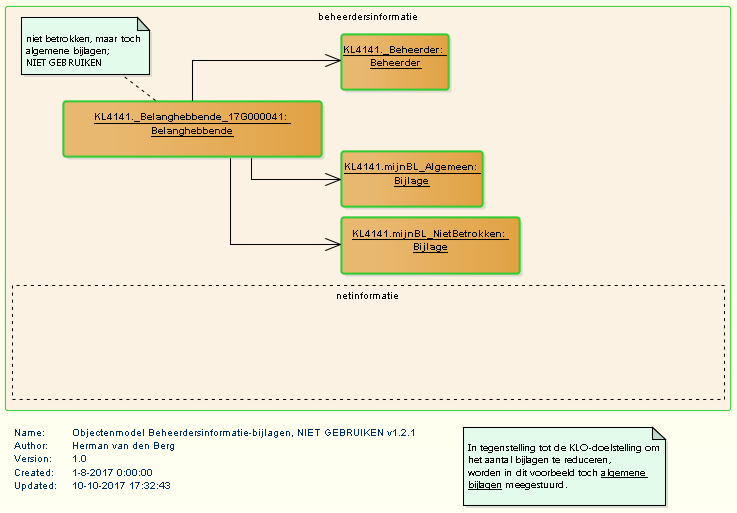 beheerdersinformatie
niet betrokken, maar toch
algemene bijlagen;
NIET GEBRUIKEN
KL4141._Beheerder:
Beheerder
KL4141._Belanghebbende_17G000041:
Belanghebbende
KL4141.mijnBL_Algemeen:
Bijlage
KL4141.mijnBL_NietBetrokken:
Bijlage
netinformatie
Name: Objectenmodel Beheerdersinformatie-bijlagen, NIET GEBRUIKEN v1.2.1
Author: Herman van den Berg
Version: 1.0
Created: 1-8-2017 0:00:00
Updated: 10-10-2017 17:32:43
In tegenstelling tot de KLO-doelstelling om
het aantal bijlagen te reduceren,
worden in dit voorbeeld toch algemene
bijlagen meegestuurd.